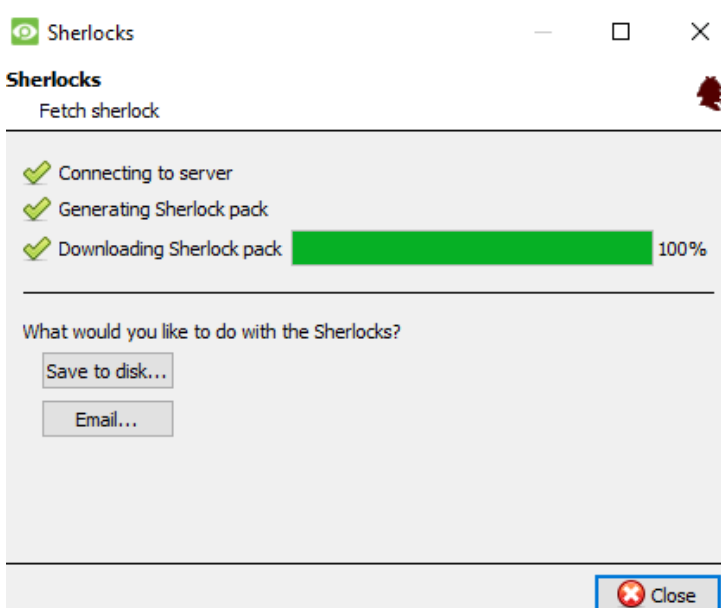 Sherlocks
Sherlocks
Fetch sherlock
Connecting to server
Generating Sherlock pack
Downloading Sherlock pack 100%
What would you like to do with the Sherlocks?
Save to disk...
Email...
Close